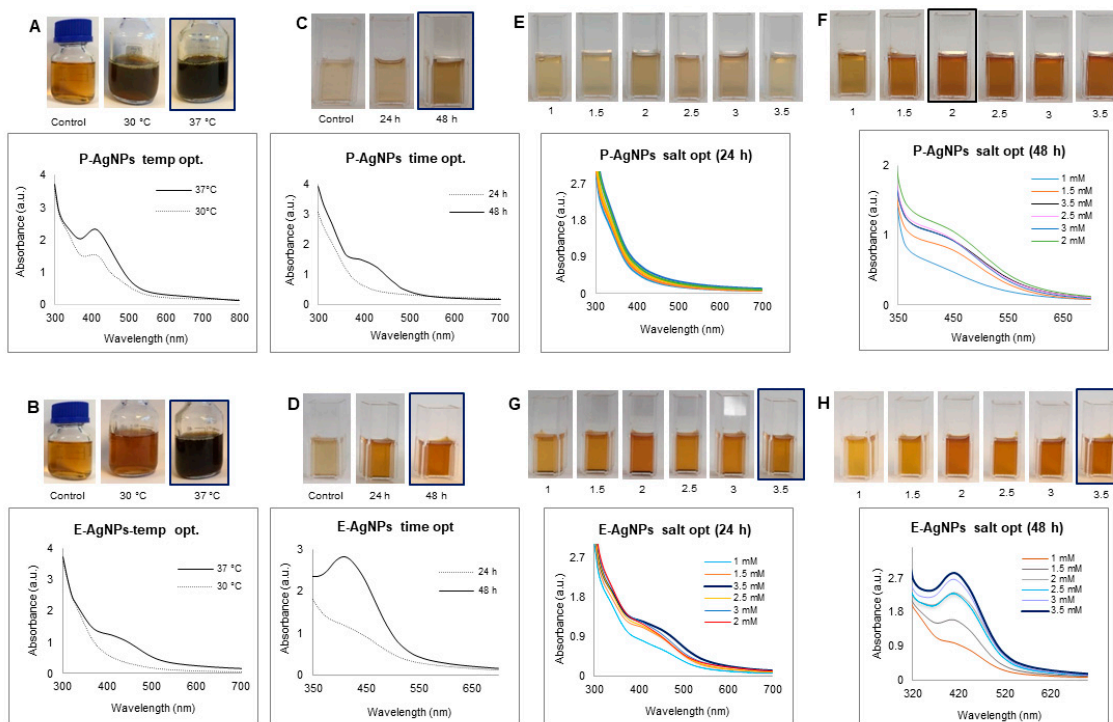 A
Control
30 °C
37 °C
P-AgNPs temp opt.
Absorbance (a.u.)
4
3
2
1
0
37°C
30°C
300 400 500 600 700 800
Wavelength (nm)
C
Control
24 h
48 h
P-AgNPs time opt.
Absorbance (a.u.)
4
3
2
1
0
24 h
48 h
300 400 500 600 700
Wavelength (nm)
E
1 1.5 2 2.5 3 3.5
P-AgNPs salt opt (24 h)
Absorbance (a.u.)
2.7
1.8
0.9
0
300 400 500 600 700
Wavelength (nm)
F
1 1.5 2 2.5 3 3.5
P-AgNPs salt opt (48 h)
Absorbance (a.u.)
2
1
0
1 mM
1.5 mM
3.5 mM
2.5 mM
3 mM
2 mM
350 450 550 650
Wavelength (nm)
B
Control
30 °C
37 °C
E-AgNPs-temp opt.
Absorbance (a.u.)
4
3
2
1
0
37 °C
30 °C
300 400 500 600 700
Wavelength (nm)
D
Control
24 h
48 h
E-AgNPs time opt
Absorbance (a.u.)
3
2
1
0
24 h
48 h
350 450 550 650
Wavelength (nm)
G
1 1.5 2 2.5 3 3.5
E-AgNPs salt opt (24 h)
Absorbance (a.u.)
2.7
1.8
0.9
0
1 mM
1.5 mM
3.5 mM
2.5 mM
3 mM
2 mM
300 400 500 600 700
Wavelength (nm)
H
1 1.5 2 2.5 3 3.5
E-AgNPs salt opt (48 h)
Absorbance (a.u.)
2.7
1.8
0.9
0
1 mM
1.5 mM
2 mM
2.5 mM
3 mM
3.5 mM
320 420 520 620
Wavelength (nm)